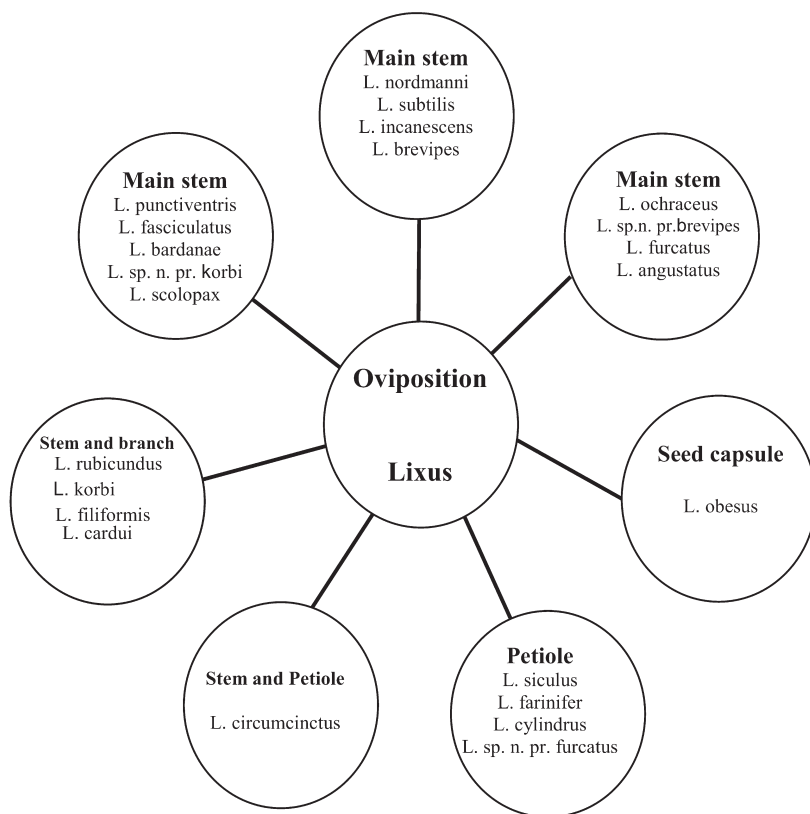 Main stem
L. nordmanni
L. subtilis
L. incanescens
L. brevipes
Main stem
L. punctiventris
L. fasciculatus
L. bardanae
L. sp. n. pr. korbi
L. scolopax
Main stem
L. ochraceus
L. sp.n. pr.brevipes
L. furcatus
L. angustatus
Oviposition
Lixus
Stem and branch
L. rubicundus
L. korbi
L. filiformis
L. cardui
Seed capsule
L. obesus
Stem and Petiole
L. circumcinctus
Petiole
L. siculus
L. farinifer
L. cylindrus
L. sp. n. pr. furcatus